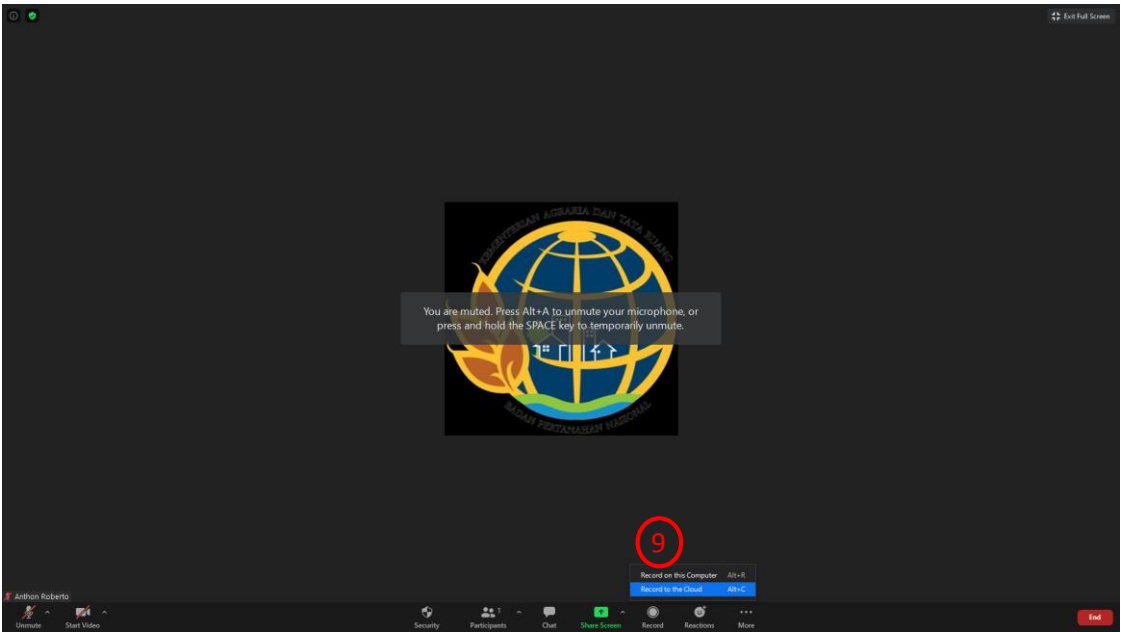 Exit Full Screen
KEMENTERIAN AGRARIA DAN TATA RUANG
You are muted. Press Alt+A to unmute your microphone, or
press and hold the SPACE key to temporarily unmute.
BADAN PERTANAHAN NASIONAL
9
Record on this Computer Alt+R
Record to the Cloud Alt+C
Anthon Roberto
Unmute
Start Video
Security
Participants 1
Chat
Share Screen
Record
Reactions
More
End